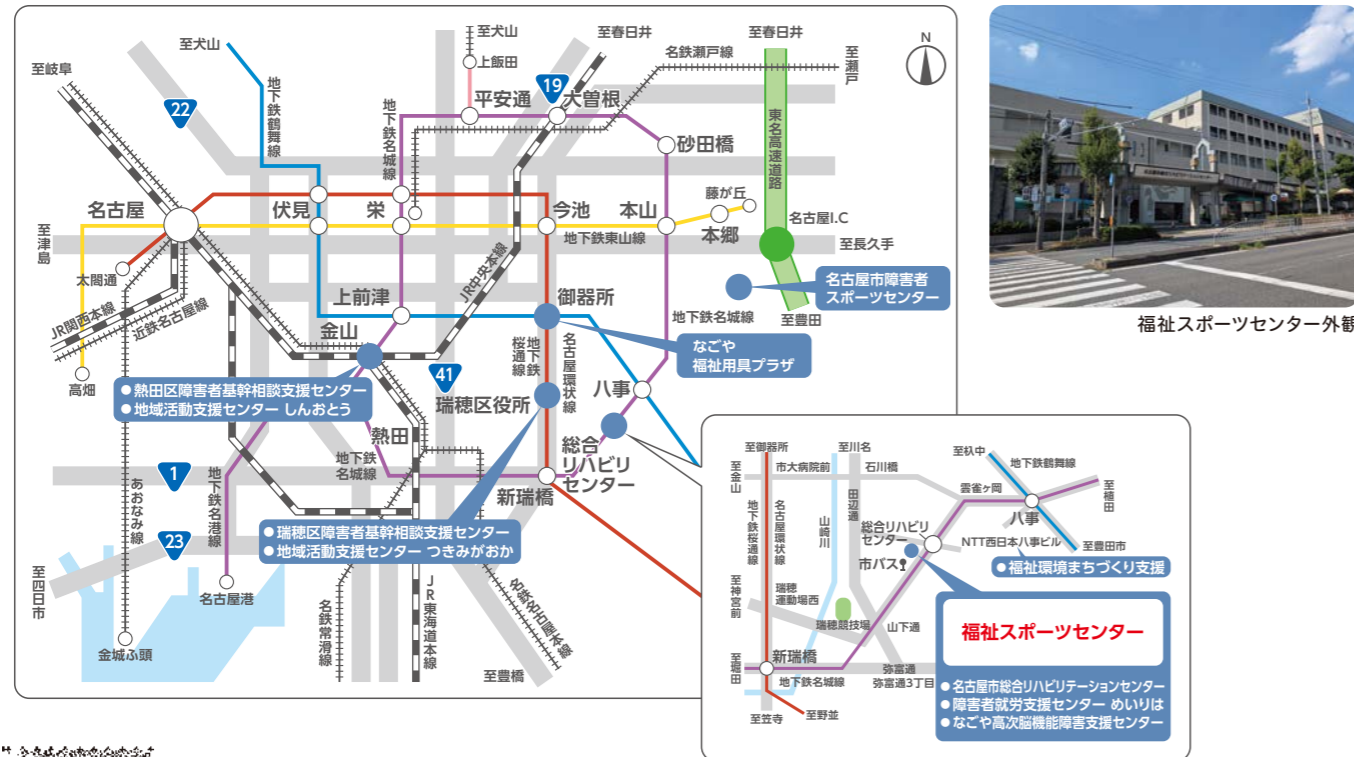 至犬山
至犬山
至春日井
名鉄瀬戸線
至春日井
至瀬戸
N
至岐阜
上飯田
22
地下鉄鶴舞線
地下鉄名城線
平安通
19
大曽根
砂田橋
東名高速道路
藤が丘
名古屋
伏見
栄
今池
本山
本郷
名古屋I.C
地下鉄東山線
至長久手
至津島
太閤通
JR中央本線
名古屋市障害者
スポーツセンター
至豊田
JR関西本線
近鉄名古屋線
上前津
御器所
地下鉄名城線
金山
なごや
福祉用具プラザ
地下鉄桜通線
名古屋環状線
高畑
41
●熱田区障害者基幹相談支援センター
●地域活動支援センター しんおとう
瑞穂区役所
八事
熱田
総合
リハビリ
センター
地下鉄
名城線
新瑞橋
1
地下鉄名港線
あおなみ線
23
●瑞穂区障害者基幹相談支援センター
●地域活動支援センター つきみがおか
至四日市
名古屋港
金城ふ頭
名鉄常滑線
JR東海道本線
名鉄名古屋本線
至豊橋
福祉スポーツセンター外観
至御器所
至川名
至杁中
至金山
市大病院前
石川橋
地下鉄鶴舞線
雲雀ヶ岡
至植田
地下鉄桜通線
名古屋環状線
山崎川
田辺通
総合リハビリ
センター
八事
市バス
NTT西日本八事ビル
至豊田市
●福祉環境まちづくり支援
至神宮前
瑞穂
運動場西
瑞穂競技場
山下通
福祉スポーツセンター
新瑞橋
至堀田
地下鉄名城線
弥富通
弥富通3丁目
●名古屋市総合リハビリテーションセンター
●障害者就労支援センター めいりは
●なごや高次脳機能障害支援センター
至笠寺
至野並